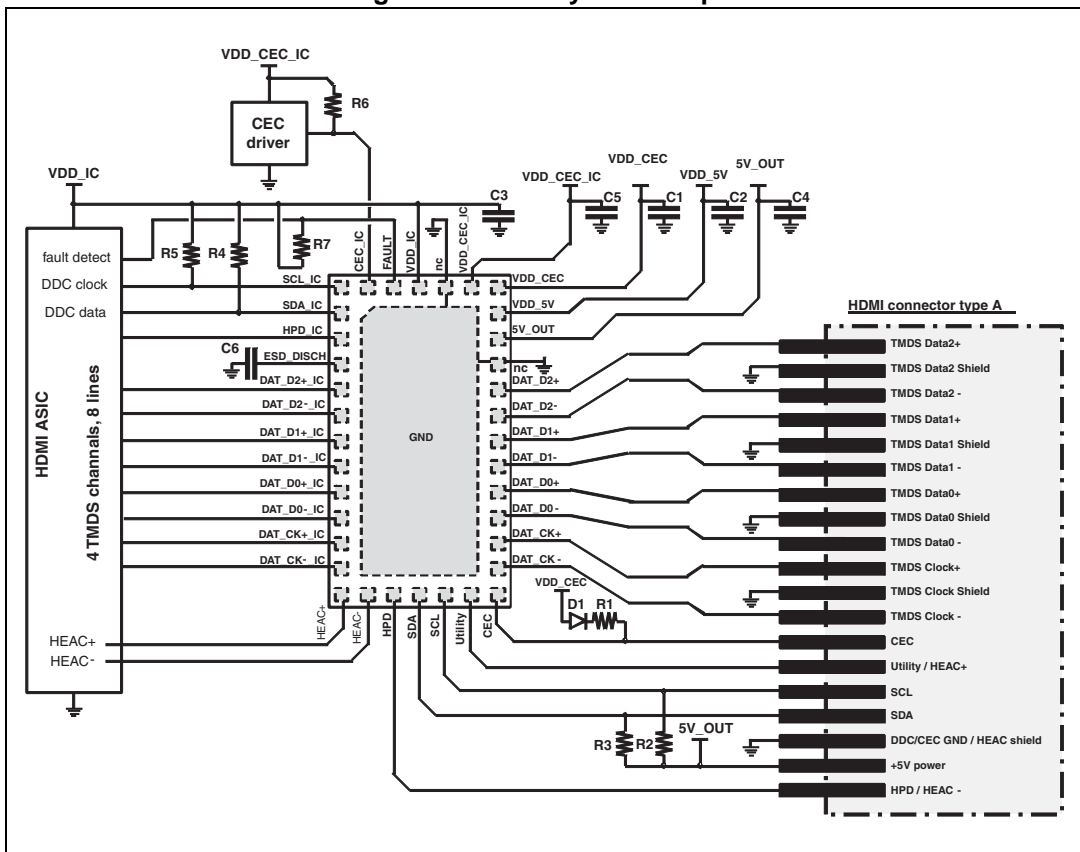 VDD_CEC_IC
R6
CEC
driver
VDD_IC
VDD_CEC
5V_OUT
VDD_CEC_IC
VDD_5V
C3
C5
C1
C2
C4
fault detect
R5
R4
R7
CEC_IC
FAULT
VDD_IC
nc
VDD_CEC_IC
DDC clock
SCL_IC
VDD_CEC
DDC data
SDA_IC
VDD_5V
HPD_IC
5V_OUT
C6
ESD_DISCH
nc
DAT_D2+_IC
DAT_D2+
DAT_D2-_IC
DAT_D2-
DAT_D1+_IC
DAT_D1+
GND
DAT_D1-_IC
DAT_D1-
DAT_D0+_IC
DAT_D0+
DAT_D0-_IC
DAT_D0-
DAT_CK+_IC
DAT_CK+
DAT_CK-_IC
DAT_CK-
HDMI ASIC
4 TMDS channels, 8 lines
HEAC+
HEAC-
HEAC+
HEAC-
HPD
SDA
SCL
Utility
CEC
VDD_CEC
D1
R1
R3
R2
5V_OUT
HDMI connector type A
TMDS Data2+
TMDS Data2 Shield
TMDS Data2 -
TMDS Data1+
TMDS Data1 Shield
TMDS Data1 -
TMDS Data0+
TMDS Data0 Shield
TMDS Data0 -
TMDS Clock+
TMDS Clock Shield
TMDS Clock -
CEC
Utility / HEAC+
SCL
SDA
DDC/CEC GND / HEAC shield
+5V power
HPD / HEAC -